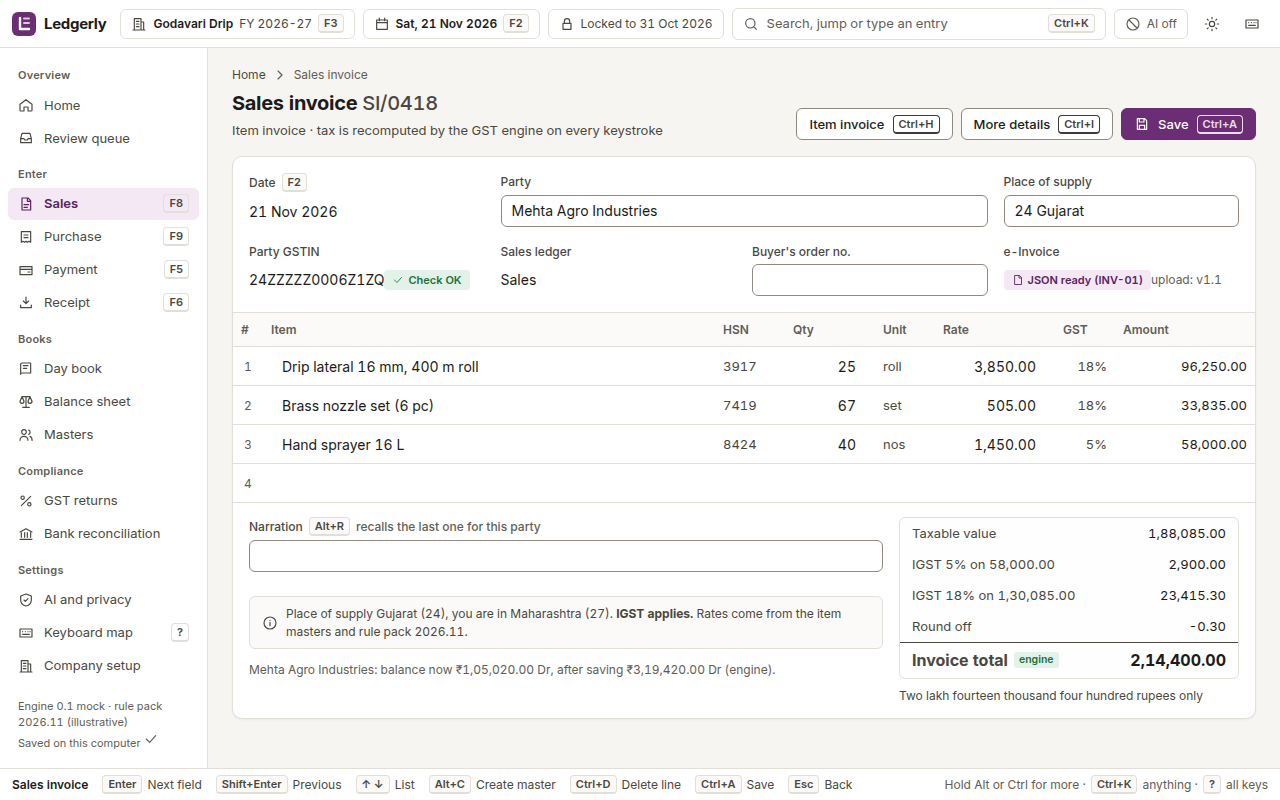 Ledgerly Godavari Drip FY 2026-27 F3 Sat, 21 Nov 2026 F2 Locked to 31 Oct 2026 Search, jump or type an entry Ctrl+K AI off
Overview
Home
Review queue
Enter
Sales F8
Purchase F9
Payment F5
Receipt F6
Books
Day book
Balance sheet
Masters
Compliance
GST returns
Bank reconciliation
Settings
AI and privacy
Keyboard map ?
Company setup
Engine 0.1 mock · rule pack
2026.11 (illustrative)
Saved on this computer
Home Sales invoice
Sales invoice SI/0418
Item invoice · tax is recomputed by the GST engine on every keystroke
Item invoice Ctrl+H More details Ctrl+I Save Ctrl+A
Date F2 Party Place of supply
21 Nov 2026 Mehta Agro Industries 24 Gujarat
Party GSTIN Sales ledger Buyer's order no. e-Invoice
24ZZZZZ0006Z1ZQ Check OK Sales JSON ready (INV-01) upload: v1.1
# Item HSN Qty Unit Rate GST Amount
1 Drip lateral 16 mm, 400 m roll 3917 25 roll 3,850.00 18% 96,250.00
2 Brass nozzle set (6 pc) 7419 67 set 505.00 18% 33,835.00
3 Hand sprayer 16 L 8424 40 nos 1,450.00 5% 58,000.00
4
Narration Alt+R recalls the last one for this party
Place of supply Gujarat (24), you are in Maharashtra (27). IGST applies. Rates come from the item
masters and rule pack 2026.11.
Mehta Agro Industries: balance now ₹1,05,020.00 Dr, after saving ₹3,19,420.00 Dr (engine).
Taxable value 1,88,085.00
IGST 5% on 58,000.00 2,900.00
IGST 18% on 1,30,085.00 23,415.30
Round off -0.30
Invoice total engine 2,14,400.00
Two lakh fourteen thousand four hundred rupees only
Sales invoice Enter Next field Shift+Enter Previous ↑↓ List Alt+C Create master Ctrl+D Delete line Ctrl+A Save Esc Back Hold Alt or Ctrl for more · Ctrl+K anything · ? all keys